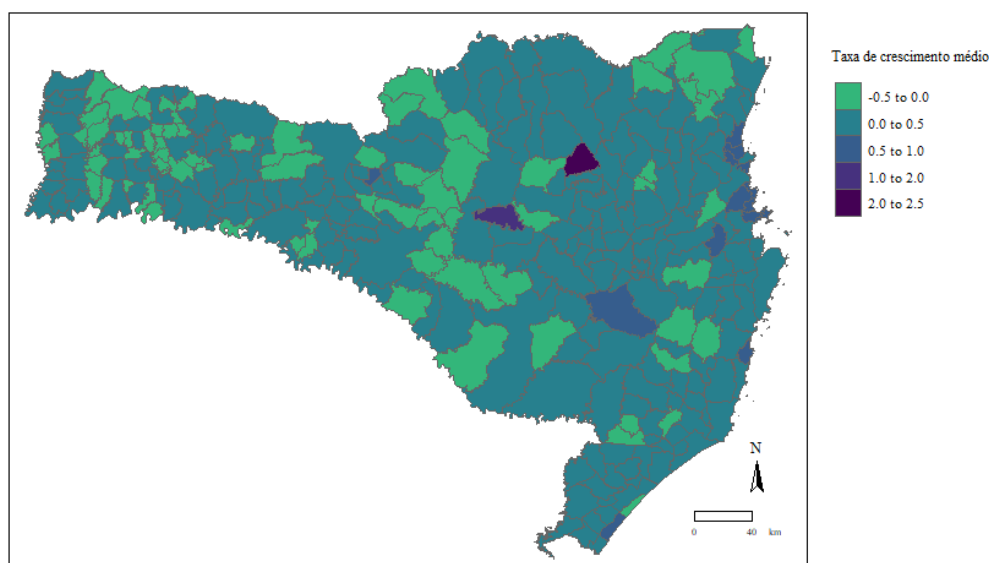 Taxa de crescimento médio
-0.5 to 0.0
0.0 to 0.5
0.5 to 1.0
1.0 to 2.0
2.0 to 2.5
N
0 40 km